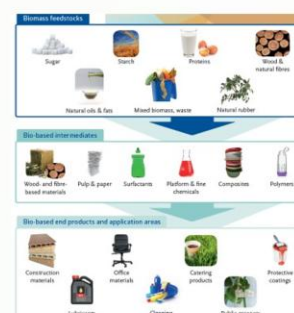 Biomass feedstocks
Sugar
Starch
Proteins
Wood &
natural fibres
Natural oils & fats
Mixed biomass, waste
Natural rubber
Bio-based intermediates
Wood- and fibre-
based materials
Pulp & paper
Surfactants
Platform & fine
chemicals
Composites
Polymers
Bio-based end products and application areas
Construction
materials
Office
materials
Catering
products
Protective
coatings